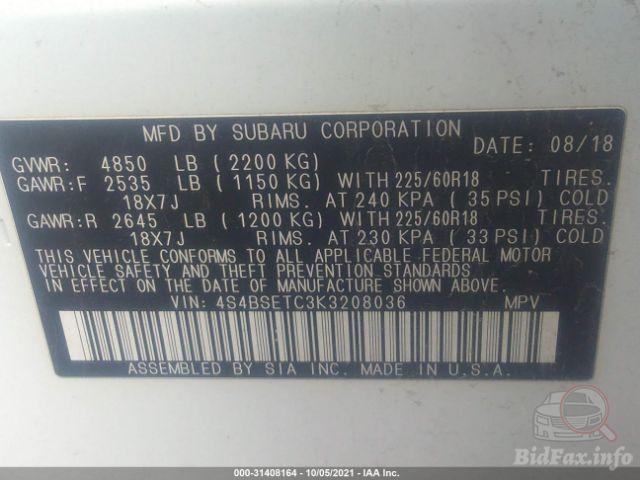 MFD BY SUBARU CORPORATION
DATE: 08/18
GVWR: 4850 LB ( 2200 KG)
GAWR:F 2535 LB ( 1150 KG) WITH 225/60R18 TIRES.
18X7J RIMS. AT 240 KPA ( 35 PSI) COLD
GAWR:R 2645 LB ( 1200 KG) WITH 225/60R18 TIRES.
18X7J RIMS. AT 230 KPA ( 33 PSI) COLD
THIS VEHICLE CONFORMS TO ALL APPLICABLE FEDERAL MOTOR
VEHICLE SAFETY, BUMPER, AND THEFT PREVENTION STANDARDS
IN EFFECT ON THE DATE OF MANUFACTURE SHOWN ABOVE.
VIN: 4S4BSETC3K3208036 MPV
ASSEMBLED BY SIA INC. MADE IN U.S.A.
BidFax.info
000-31408164 - 10/05/2021 - IAA Inc.